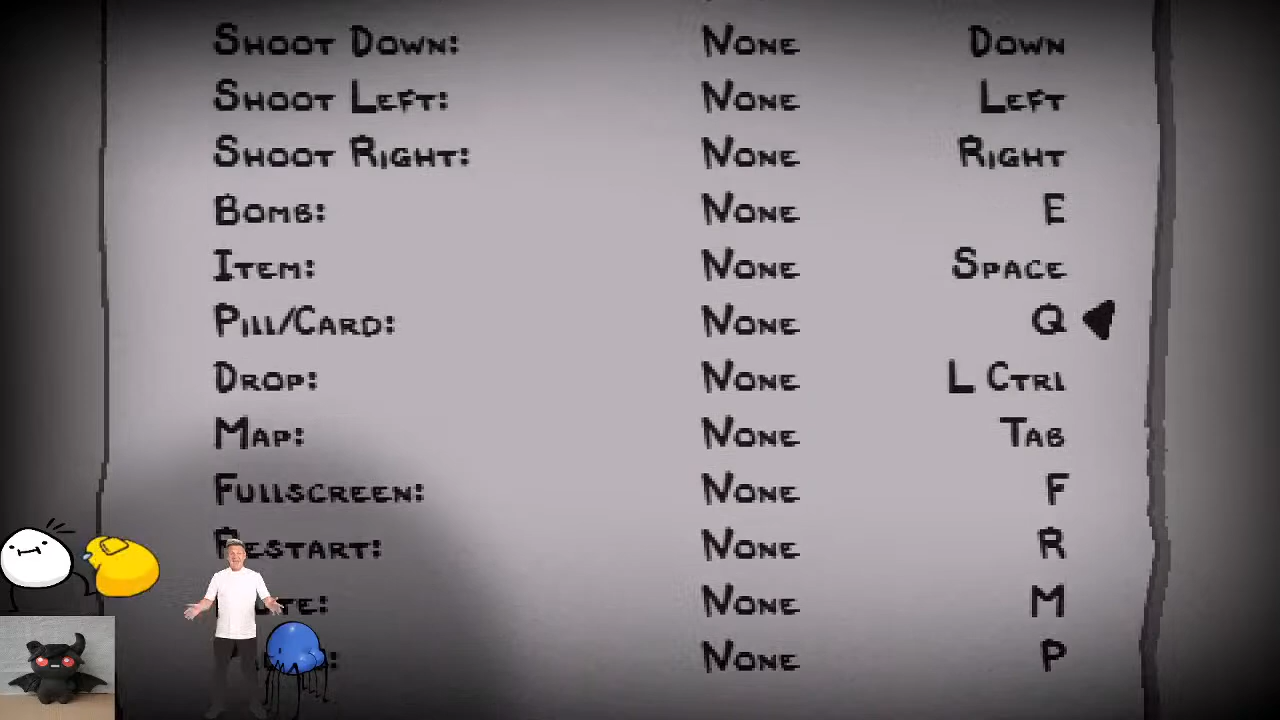 Shoot Down: None Down
Shoot Left: None Left
Shoot Right: None Right
Bomb: None E
Item: None Space
Pill/Card: None Q
Drop: None L Ctrl
Map: None Tab
Fullscreen: None F
Restart: None R
None M
None P